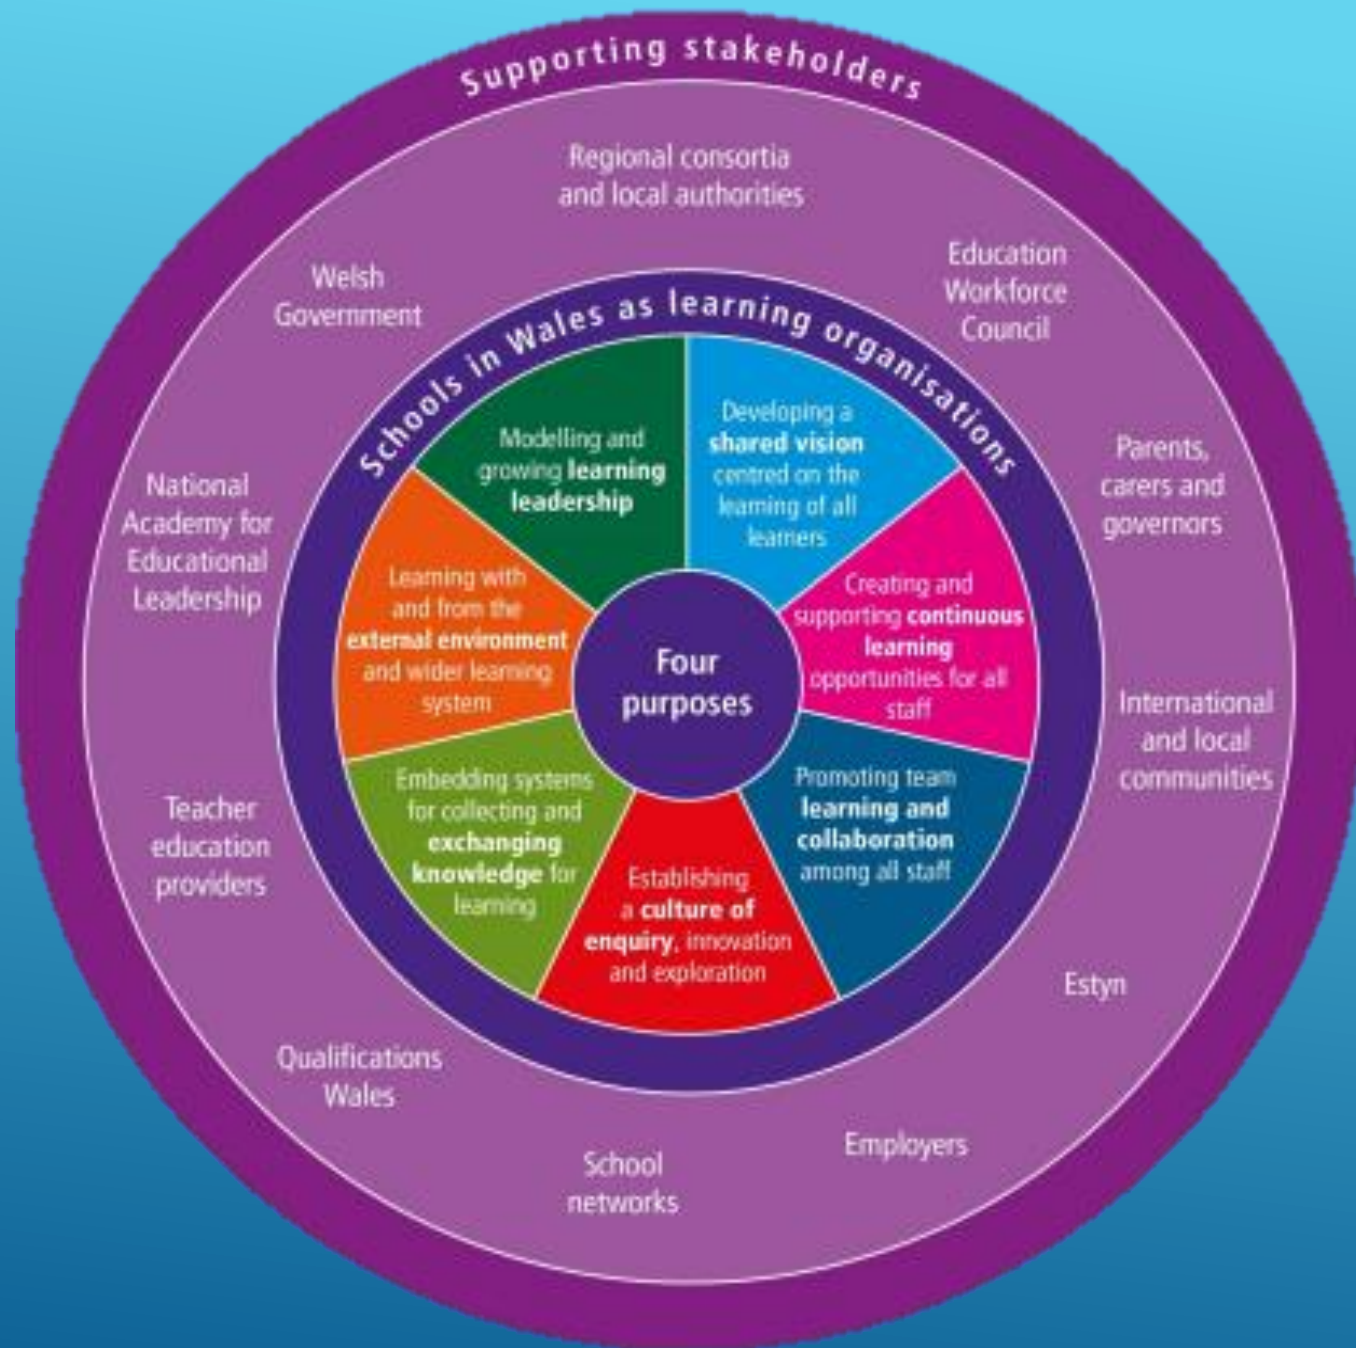 Supporting stakeholders
Regional consortia
and local authorities
Education
Workforce
Council
Parents,
carers and
governors
International
and local
communities
Estyn
Employers
School
networks
Qualifications
Wales
Teacher
education
providers
National
Academy for
Educational
Leadership
Welsh
Government
Schools in Wales as learning organisations
Developing a
shared vision
centred on the
learning of all
learners
Creating and
supporting continuous
learning
opportunities for all
staff
Promoting team
learning and
collaboration
among all staff
Establishing
a culture of
enquiry, innovation
and exploration
Embedding systems
for collecting and
exchanging
knowledge for
learning
Learning with
and from the
external environment
and wider learning
system
Modelling and
growing learning
leadership
Four
purposes